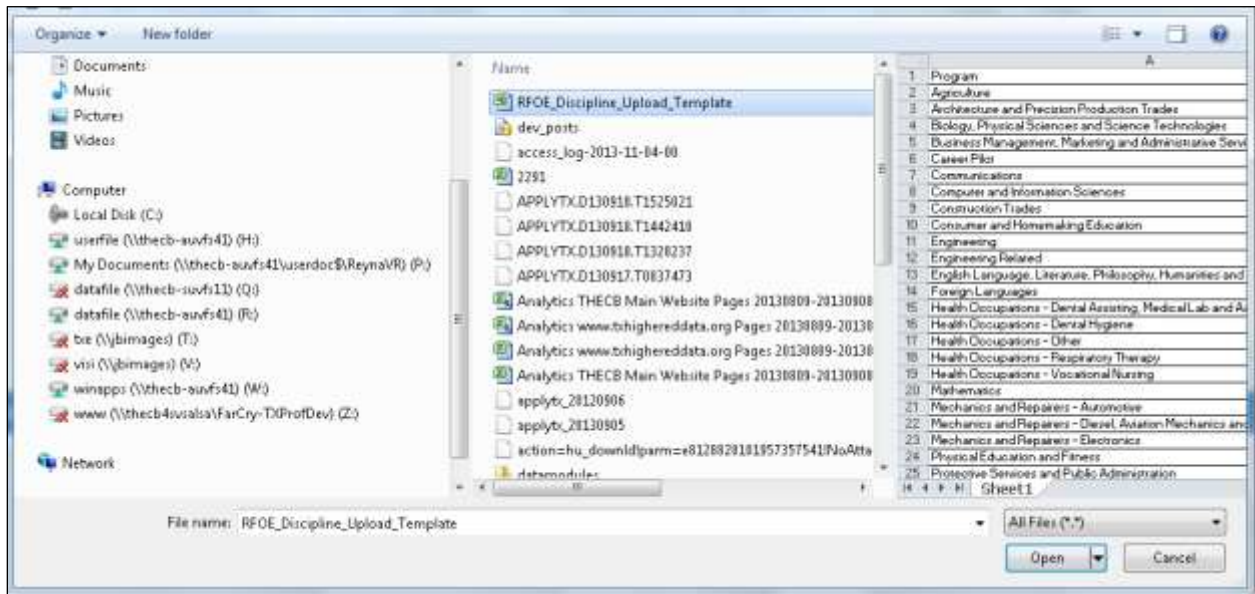 Organize
New folder
Documents
Music
Pictures
Videos
Computer
Local Disk (C:)
userfile (\\thecb-auvfs41) (H:)
My Documents (\\thecb-auvfs41\userdoc$\ReynaVR) (P:)
datafile (\\thecb-suvfs11) (Q:)
datafile (\\thecb-auvfs41) (R:)
txe (\\jbimages) (T:)
visi (\\jbimages) (V:)
winapps (\\thecb-auvfs41) (W:)
www (\\thecb4svsalsa\FarCry-TXProfDev) (Z:)
Network
Name
RFOE_Discipline_Upload_Template
dev_posts
access_log-2013-11-04-00
2291
APPLYTX.D130918.T1525021
APPLYTX.D130918.T1442410
APPLYTX.D130918.T1328237
APPLYTX.D130917.T0837473
Analytics THECB Main Website Pages 20130809-20130908
Analytics www.txhighereddata.org Pages 20130809-20130
Analytics www.txhighereddata.org Pages 20130809-20130
Analytics THECB Main Website Pages 20130809-20130908
applytx_20120906
applytx_20130905
datamodules
A
1 Program
2 Agriculture
3 Architecture and Precision Production Trades
4 Biology, Physical Sciences and Science Technologies
5 Business Management, Marketing and Administrative Servi
6 Career Pilot
7 Communications
8 Computer and Information Sciences
9 Construction Trades
10 Consumer and Homemaking Education
11 Engineering
12 Engineering Related
13 English Language, Literature, Philosophy, Humanities and
14 Foreign Languages
15 Health Occupations - Dental Assisting, Medical Lab and As
16 Health Occupations - Dental Hygiene
17 Health Occupations - Other
18 Health Occupations - Respiratory Therapy
19 Health Occupations - Vocational Nursing
20 Mathematics
21 Mechanics and Repairers - Automotive
22 Mechanics and Repairers - Diesel, Aviation Mechanics and
23 Mechanics and Repairers - Electronics
24 Physical Education and Fitness
25 Protective Services and Public Administration
Sheet1
File name: RFOE_Discipline_Upload_Template
All Files (*.*)
Open
Cancel